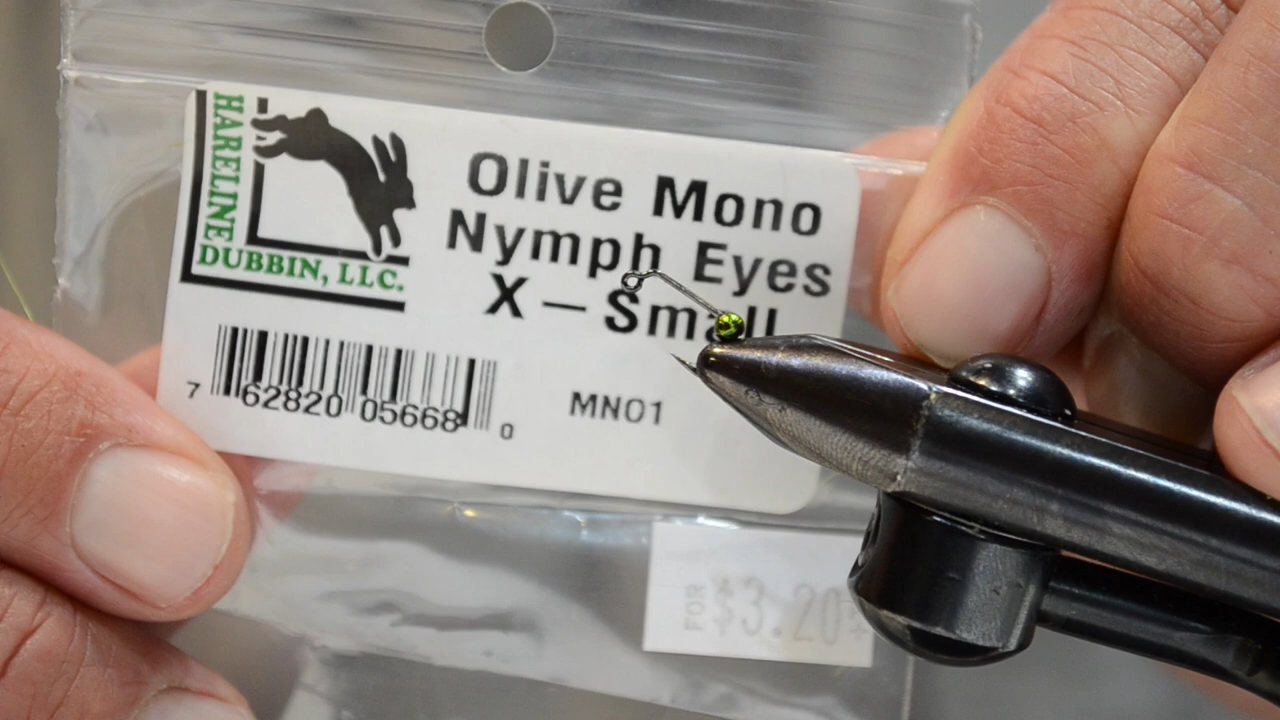 HARELINE
DUBBIN, LLC.
Olive Mono
Nymph Eyes
X – Small
7 62820 05668 0
MN01
FOR $3.20